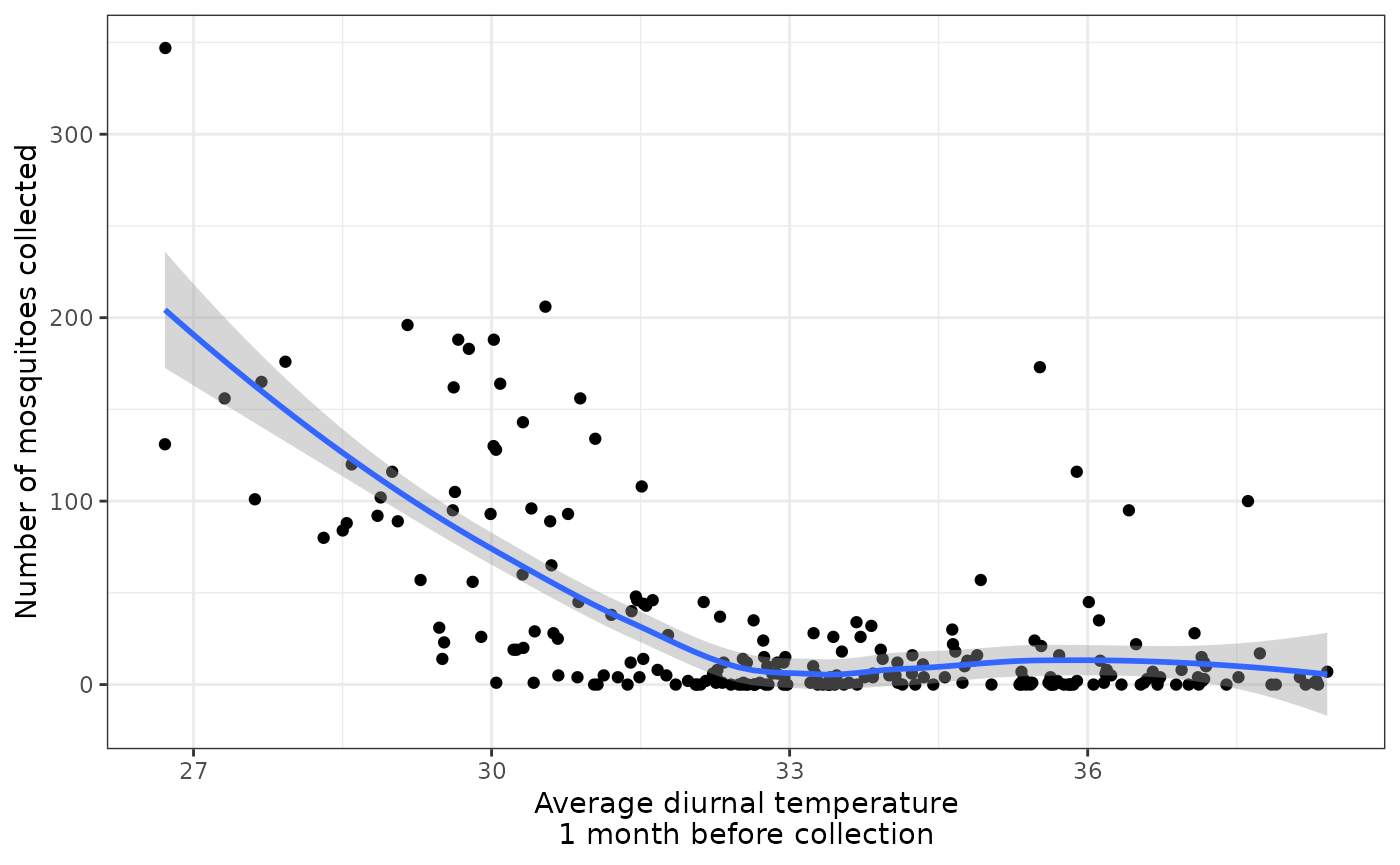 Number of mosquitoes collected
300
200
100
0
27 30 33 36
Average diurnal temperature
1 month before collection